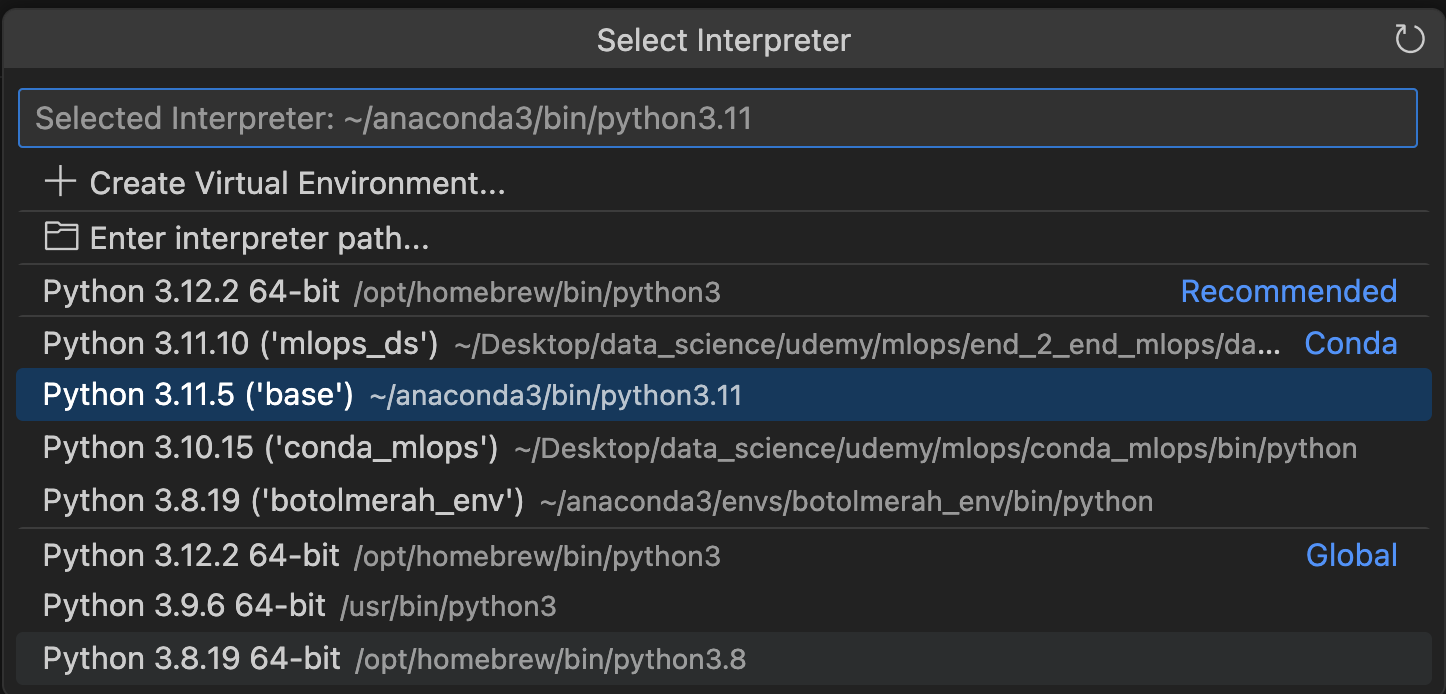 Select Interpreter
Selected Interpreter: ~/anaconda3/bin/python3.11
Create Virtual Environment...
Enter interpreter path...
Python 3.12.2 64-bit /opt/homebrew/bin/python3 Recommended
Python 3.11.10 ('mlops_ds') ~/Desktop/data_science/udemy/mlops/end_2_end_mlops/da... Conda
Python 3.11.5 ('base') ~/anaconda3/bin/python3.11
Python 3.10.15 ('conda_mlops') ~/Desktop/data_science/udemy/mlops/conda_mlops/bin/python
Python 3.8.19 ('botolmerah_env') ~/anaconda3/envs/botolmerah_env/bin/python
Python 3.12.2 64-bit /opt/homebrew/bin/python3 Global
Python 3.9.6 64-bit /usr/bin/python3
Python 3.8.19 64-bit /opt/homebrew/bin/python3.8